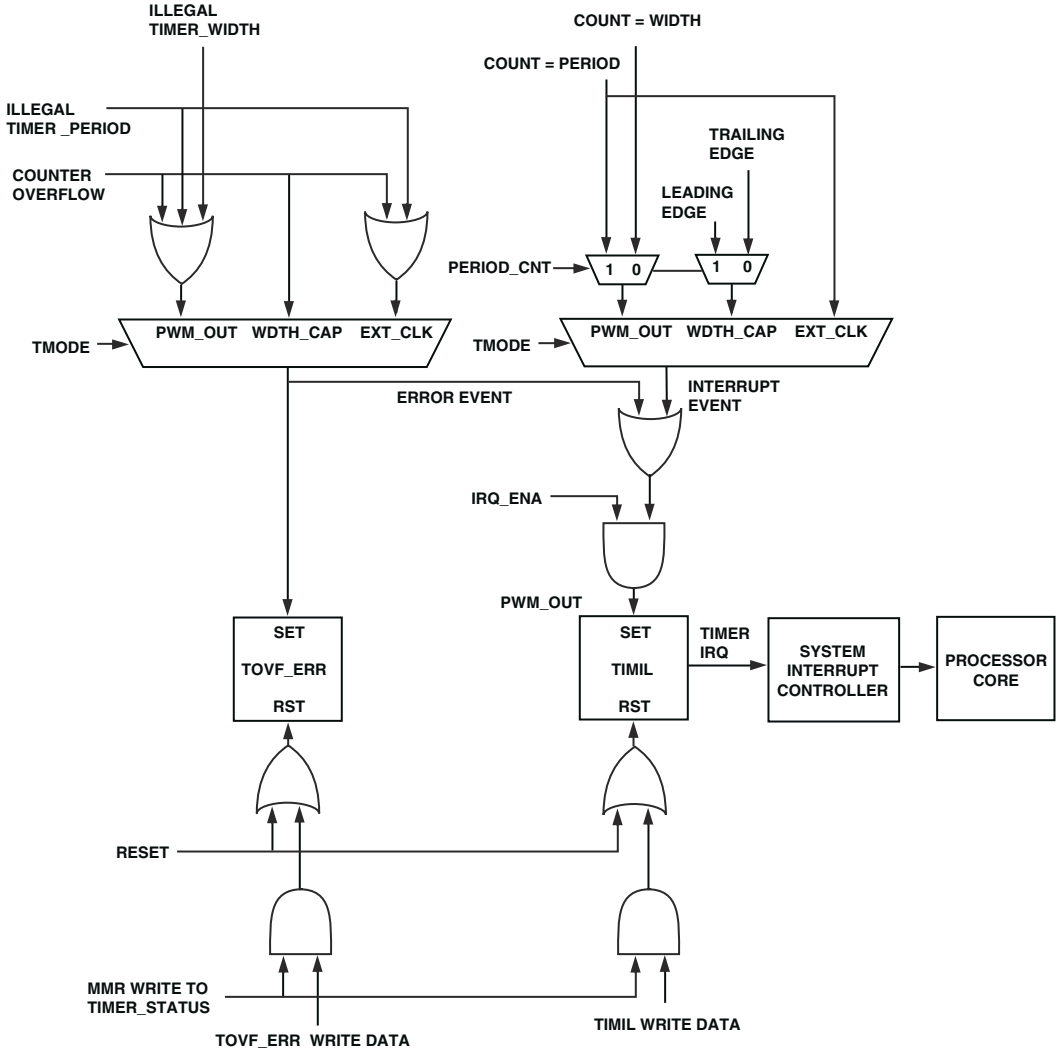 ILLEGAL
TIMER_WIDTH
COUNT = WIDTH
COUNT = PERIOD
ILLEGAL
TIMER _PERIOD
TRAILING
EDGE
COUNTER
OVERFLOW
LEADING
EDGE
PERIOD_CNT
1 0
1 0
TMODE
PWM_OUT WDTH_CAP EXT_CLK
TMODE
PWM_OUT WDTH_CAP EXT_CLK
ERROR EVENT
INTERRUPT
EVENT
IRQ_ENA
PWM_OUT
SET
TOVF_ERR
RST
SET
TIMIL
RST
TIMER
IRQ
SYSTEM
INTERRUPT
CONTROLLER
PROCESSOR
CORE
RESET
MMR WRITE TO
TIMER_STATUS
TOVF_ERR WRITE DATA
TIMIL WRITE DATA